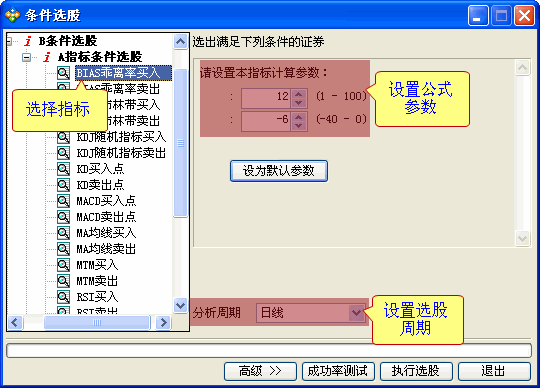 条件选股
B条件选股
A指标条件选股
BIAS乖离率买入
乖离率卖出
林带买入
林带卖出
KDJ随机指标买入
KDJ随机指标卖出
KD买入点
KD卖出点
MACD买入点
MACD卖出点
MA均线买入
MA均线卖出
MTM买入
MTM卖出
RSI买入
RSI卖出
选择指标
选出满足下列条件的证券
请设置本指标计算参数：
: 12 (1 - 100)
: -6 (-40 - 0)
设置公式
参数
设为默认参数
分析周期 日线
设置选股
周期
高级 >>
成功率测试
执行选股
退出